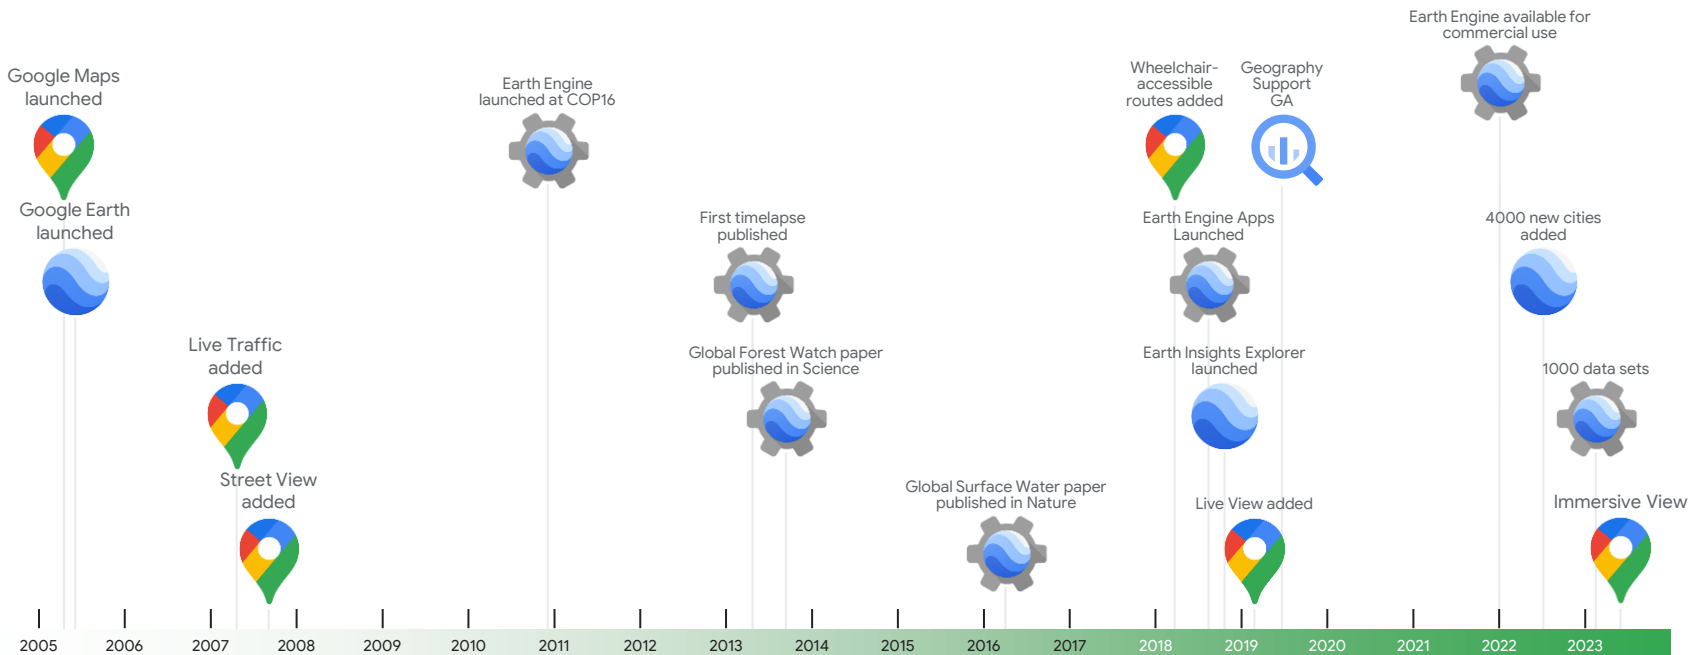 Google Maps
launched
Google Earth
launched
Live Traffic
added
Street View
added
Earth Engine
launched at COP16
First timelapse
published
Global Forest Watch paper
published in Science
Global Surface Water paper
published in Nature
Wheelchair-
accessible
routes added
Geography
Support
GA
Earth Engine Apps
Launched
Earth Insights Explorer
launched
Live View added
Earth Engine available for
commercial use
4000 new cities
added
1000 data sets
Immersive View
2005 2006 2007 2008 2009 2010 2011 2012 2013 2014 2015 2016 2017 2018 2019 2020 2021 2022 2023